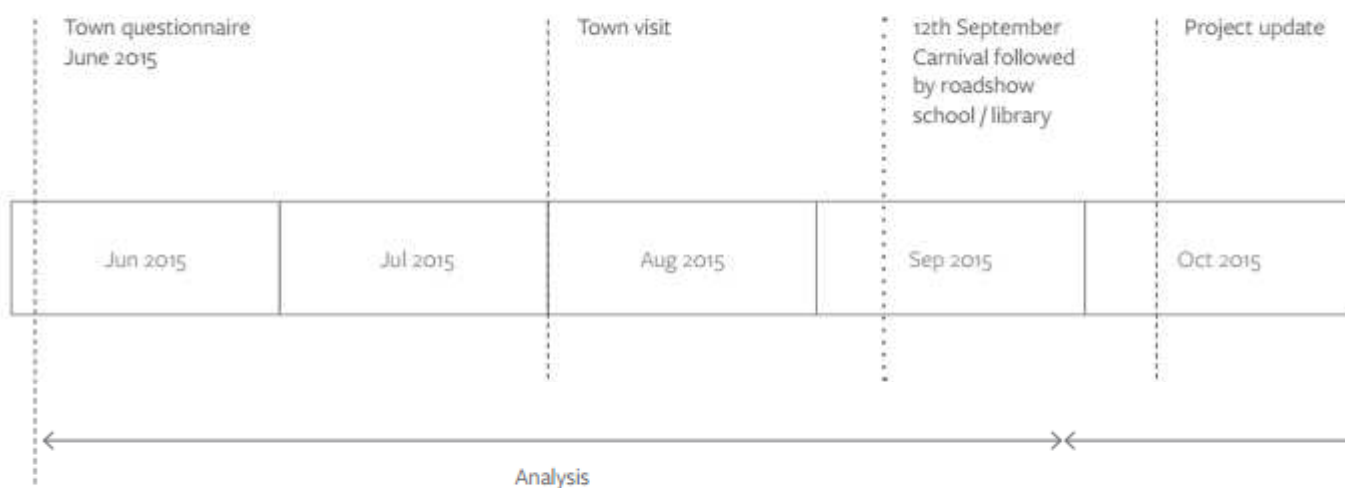 Town questionnaire
June 2015
Town visit
12th September
Carnival followed
by roadshow
school / library
Project update
Jun 2015
Jul 2015
Aug 2015
Sep 2015
Oct 2015
Analysis